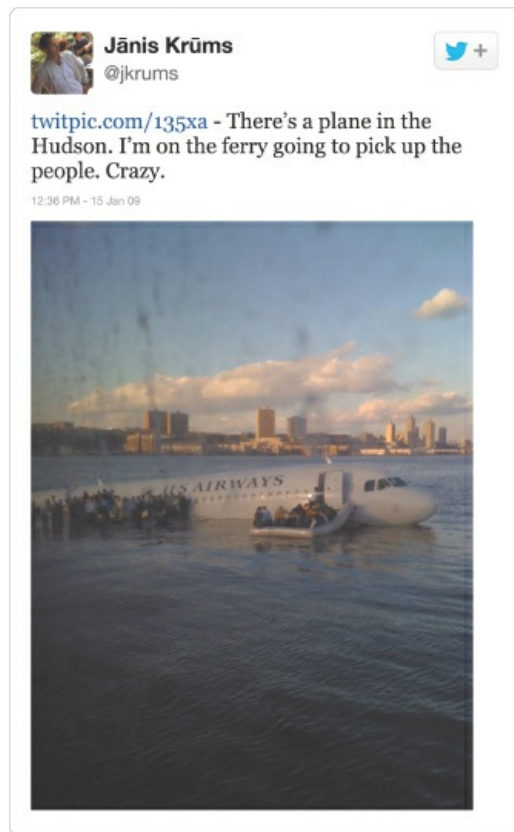 Jānis Krūms
@jkrums
+
twitpic.com/135xa - There’s a plane in the
Hudson. I’m on the ferry going to pick up the
people. Crazy.
12:36 PM - 15 Jan 09
US AIRWAYS